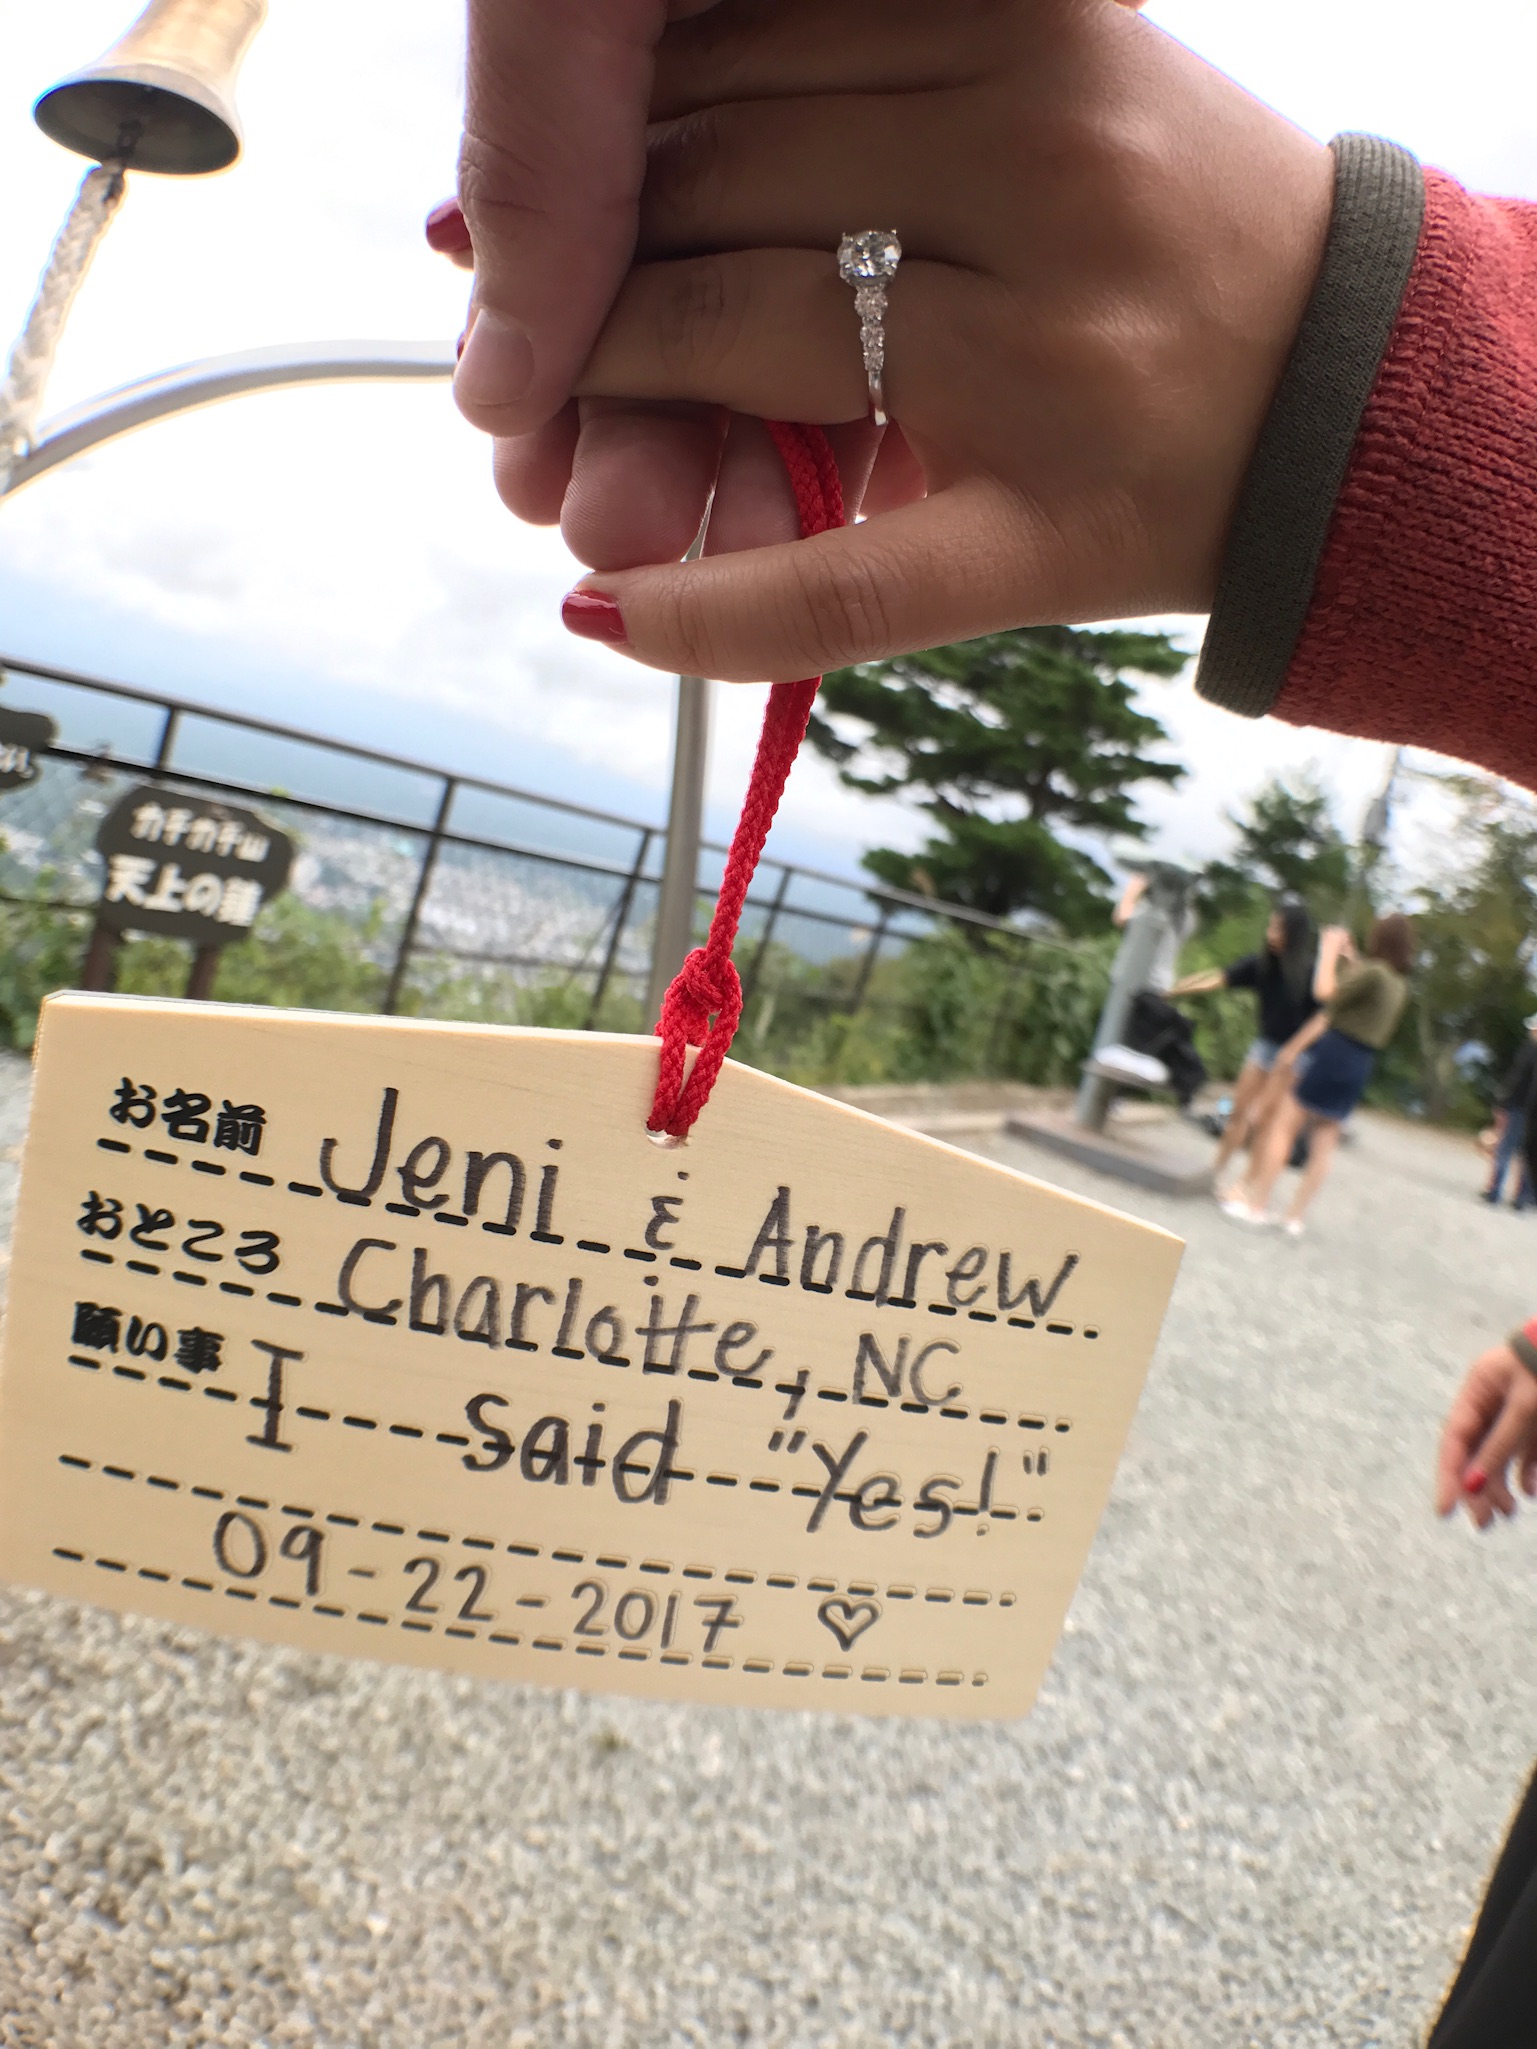 カチカチ山
天上の鐘
お名前 Jeni & Andrew
おところ Charlotte, NC
願い事 I said "Yes!"
09-22-2017 ♡